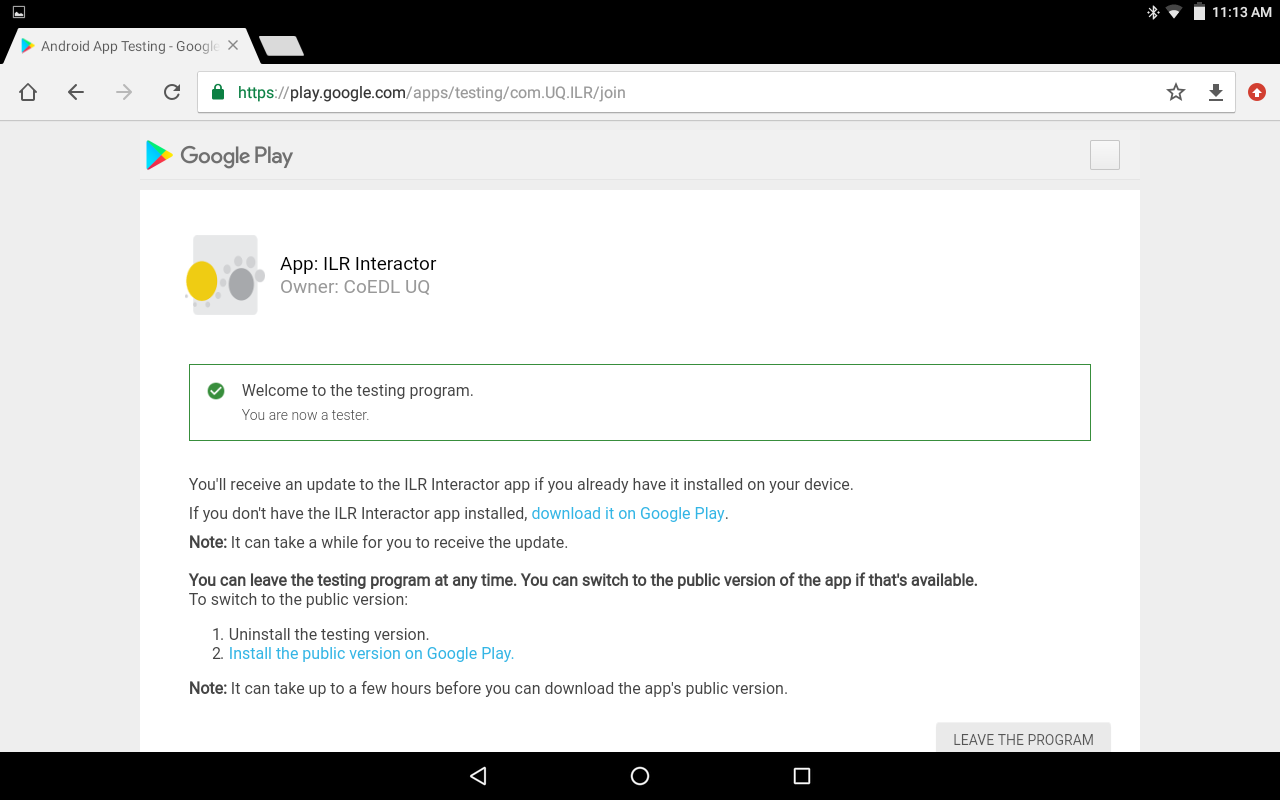 11:13 AM
Android App Testing - Google
https://play.google.com/apps/testing/com.UQ.ILR/join
Google Play
App: ILR Interactor
Owner: CoEDL UQ
Welcome to the testing program.
You are now a tester.
You'll receive an update to the ILR Interactor app if you already have it installed on your device.
If you don't have the ILR Interactor app installed, download it on Google Play.
Note: It can take a while for you to receive the update.
You can leave the testing program at any time. You can switch to the public version of the app if that's available.
To switch to the public version:
1. Uninstall the testing version.
2. Install the public version on Google Play.
Note: It can take up to a few hours before you can download the app's public version.
LEAVE THE PROGRAM